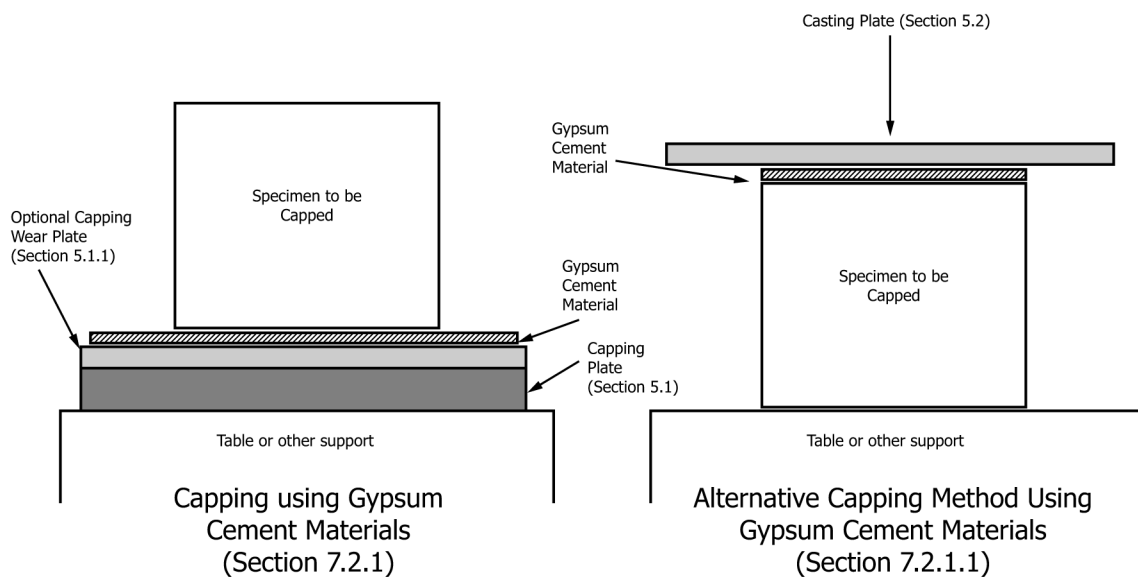 Optional Capping
Wear Plate
(Section 5.1.1)
Specimen to be
Capped
Gypsum
Cement
Material
Capping
Plate
(Section 5.1)
Table or other support
Capping using Gypsum
Cement Materials
(Section 7.2.1)
Casting Plate (Section 5.2)
Gypsum
Cement
Material
Specimen to be
Capped
Table or other support
Alternative Capping Method Using
Gypsum Cement Materials
(Section 7.2.1.1)